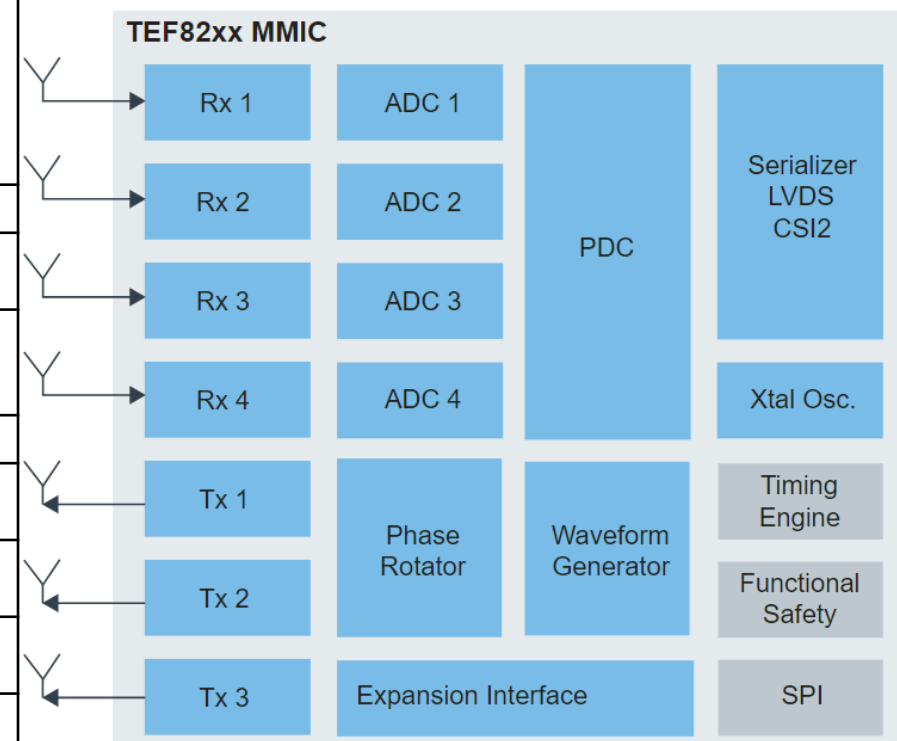 TEF82xx MMIC
Rx 1
ADC 1
Rx 2
ADC 2
Rx 3
ADC 3
Rx 4
ADC 4
PDC
Serializer
LVDS
CSI2
Xtal Osc.
Tx 1
Tx 2
Tx 3
Phase
Rotator
Waveform
Generator
Timing
Engine
Functional
Safety
Expansion Interface
SPI